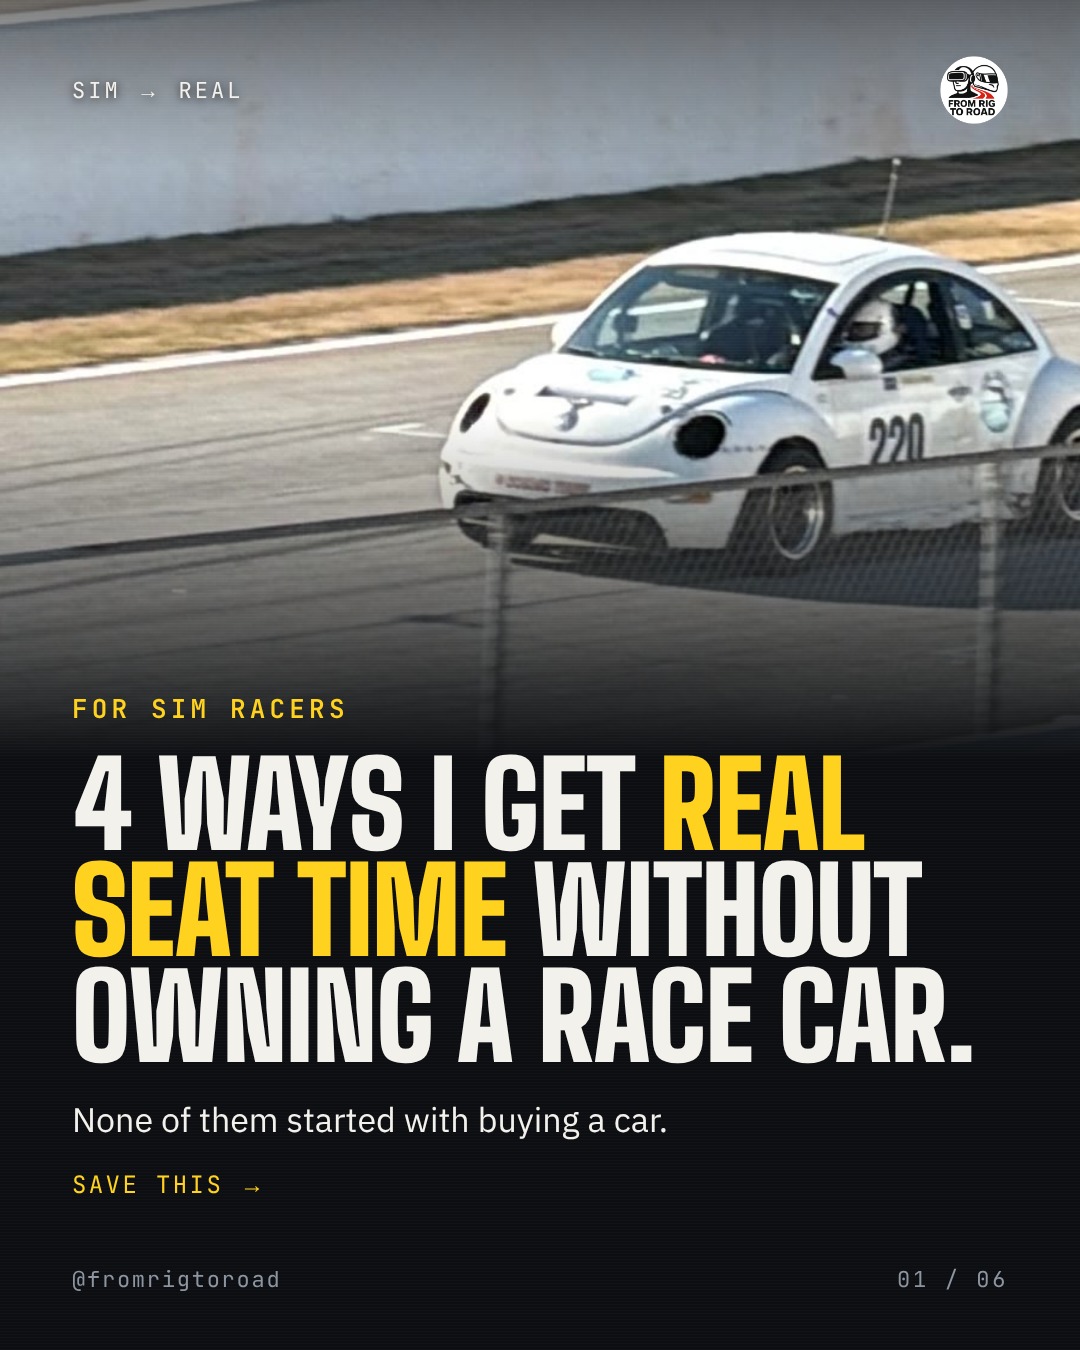 SIM → REAL
FROM RIG
TO ROAD
220
FOR SIM RACERS
4 WAYS I GET REAL
SEAT TIME WITHOUT
OWNING A RACE CAR.
None of them started with buying a car.
SAVE THIS →
@fromrigtoroad
01 / 06